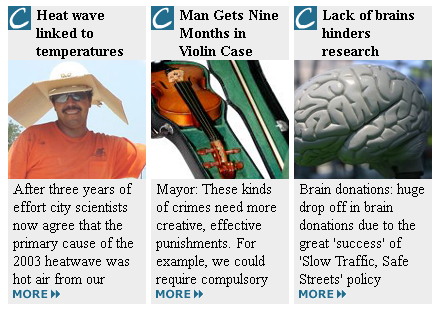 C Heat wave
linked to
temperatures
After three years of
effort city scientists
now agree that the
primary cause of the
2003 heatwave was
hot air from our
MORE
C Man Gets Nine
Months in
Violin Case
Mayor: These kinds
of crimes need more
creative, effective
punishments. For
example, we could
require compulsory
MORE
C Lack of brains
hinders
research
Brain donations: huge
drop off in brain
donations due to the
great 'success' of
'Slow Traffic, Safe
Streets' policy
MORE